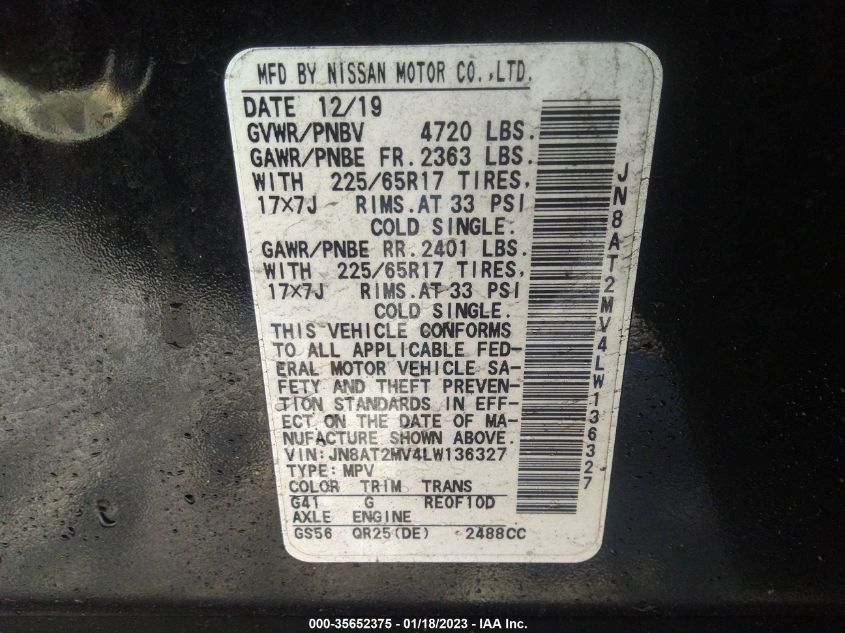 MFD BY NISSAN MOTOR CO.,LTD.
DATE 12/19
GVWR/PNBV 4720 LBS.
GAWR/PNBE FR. 2363 LBS.
WITH 225/65R17 TIRES,
17×7J RIMS.AT 33 PSI
COLD SINGLE.
GAWR/PNBE RR. 2401 LBS.
WITH 225/65R17 TIRES,
17×7J RIMS.AT 33 PSI
COLD SINGLE.
THIS VEHICLE CONFORMS
TO ALL APPLICABLE FED-
ERAL MOTOR VEHICLE SA-
FETY AND THEFT PREVEN-
TION STANDARDS IN EFF-
ECT ON THE DATE OF MA-
NUFACTURE SHOWN ABOVE.
VIN:JN8AT2MV4LW136327
TYPE:MPV
COLOR TRIM TRANS
G41 G RE0F10D
AXLE ENGINE
GS56 QR25(DE) 2488CC
JN8AT2MV4LW136327
000-35652375 - 01/18/2023 - IAA Inc.